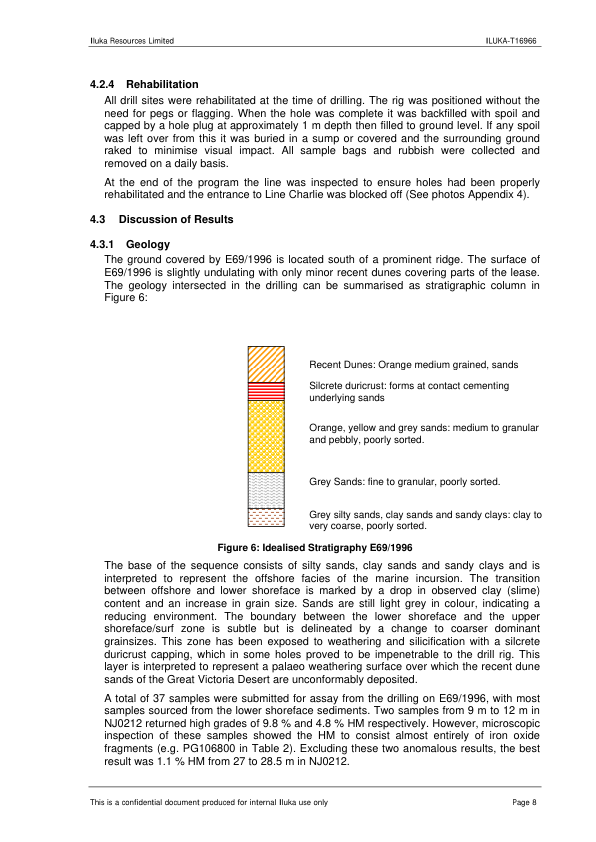 Iluka Resources Limited ILUKA-T16966
4.2.4 Rehabilitation
All drill sites were rehabilitated at the time of drilling. The rig was positioned without the
need for pegs or flagging. When the hole was complete it was backfilled with spoil and
capped by a hole plug at approximately 1 m depth then filled to ground level. If any spoil
was left over from this it was buried in a sump or covered and the surrounding ground
raked to minimise visual impact. All sample bags and rubbish were collected and
removed on a daily basis.
At the end of the program the line was inspected to ensure holes had been properly
rehabilitated and the entrance to Line Charlie was blocked off (See photos Appendix 4).
4.3 Discussion of Results
4.3.1 Geology
The ground covered by E69/1996 is located south of a prominent ridge. The surface of
E69/1996 is slightly undulating with only minor recent dunes covering parts of the lease.
The geology intersected in the drilling can be summarised as stratigraphic column in
Figure 6:
Recent Dunes: Orange medium grained, sands
Silcrete duricrust: forms at contact cementing
underlying sands
Orange, yellow and grey sands: medium to granular
and pebbly, poorly sorted.
Grey Sands: fine to granular, poorly sorted.
Grey silty sands, clay sands and sandy clays: clay to
very coarse, poorly sorted.
Figure 6: Idealised Stratigraphy E69/1996
The base of the sequence consists of silty sands, clay sands and sandy clays and is
interpreted to represent the offshore facies of the marine incursion. The transition
between offshore and lower shoreface is marked by a drop in observed clay (slime)
content and an increase in grain size. Sands are still light grey in colour, indicating a
reducing environment. The boundary between the lower shoreface and the upper
shoreface/surf zone is subtle but is delineated by a change to coarser dominant
grainsizes. This zone has been exposed to weathering and silicification with a silcrete
duricrust capping, which in some holes proved to be impenetrable to the drill rig. This
layer is interpreted to represent a palaeo weathering surface over which the recent dune
sands of the Great Victoria Desert are unconformably deposited.
A total of 37 samples were submitted for assay from the drilling on E69/1996, with most
samples sourced from the lower shoreface sediments. Two samples from 9 m to 12 m in
NJ0212 returned high grades of 9.8 % and 4.8 % HM respectively. However, microscopic
inspection of these samples showed the HM to consist almost entirely of iron oxide
fragments (e.g. PG106800 in Table 2). Excluding these two anomalous results, the best
result was 1.1 % HM from 27 to 28.5 m in NJ0212.
This is a confidential document produced for internal Iluka use only Page 8